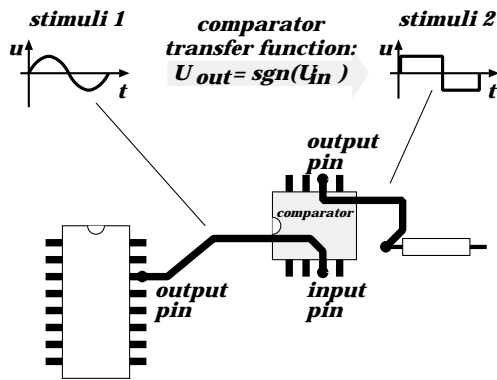 stimuli 1
comparator
transfer function:
U out = sgn(U in )
stimuli 2
u
t
u
t
output
pin
comparator
output
pin
input
pin